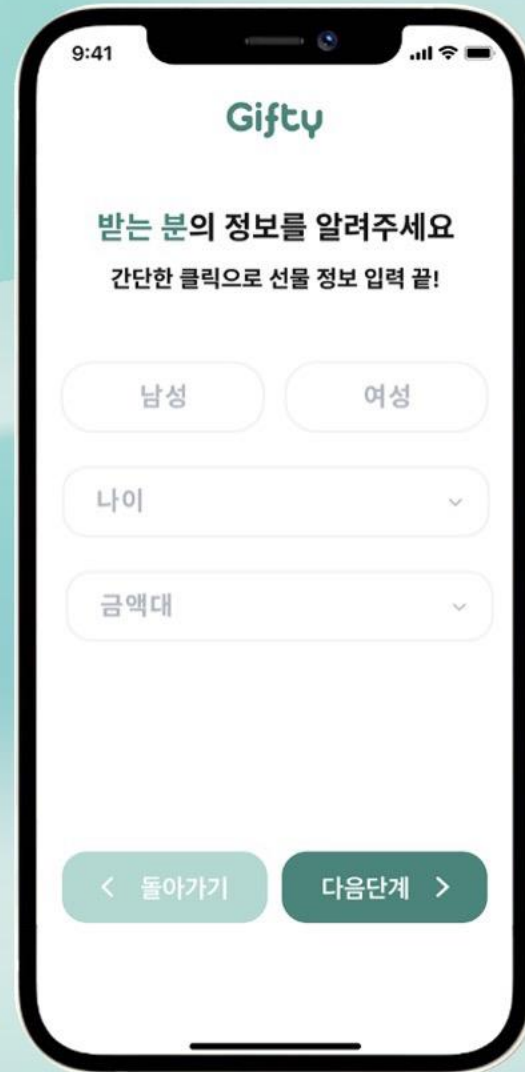 9:41
Gifty
받는 분의 정보를 알려주세요
간단한 클릭으로 선물 정보 입력 끝!
남성 여성
나이
금액대
돌아가기 다음단계